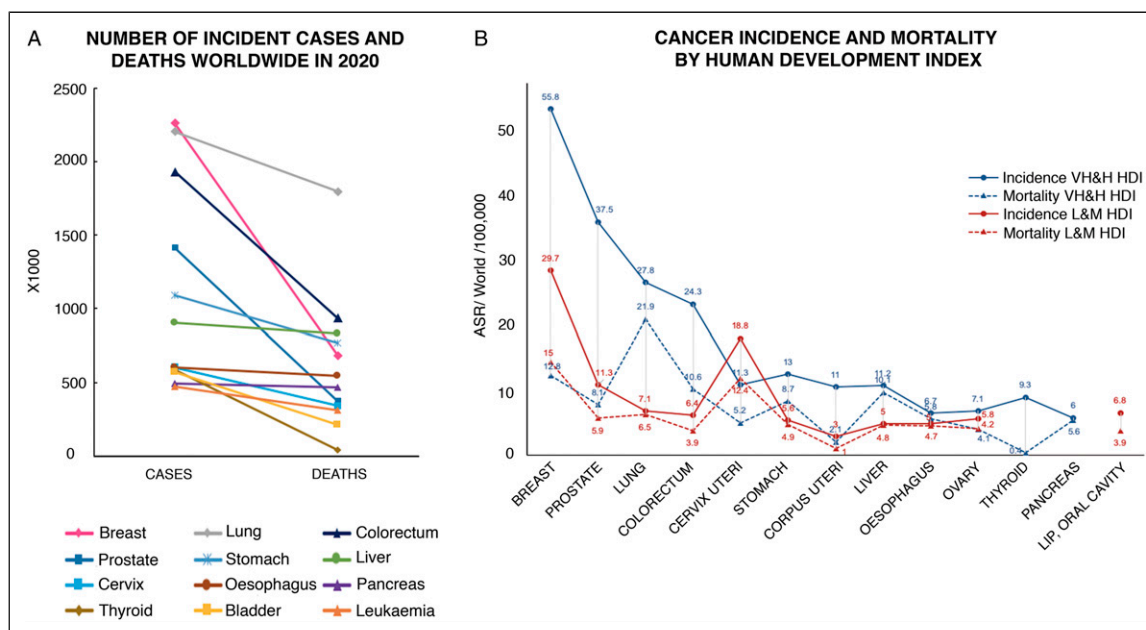 A
NUMBER OF INCIDENT CASES AND
DEATHS WORLDWIDE IN 2020
2500
2000
1500
1000
500
0
X1000
CASES
DEATHS
Breast
Lung
Colorectum
Prostate
Stomach
Liver
Cervix
Oesophagus
Pancreas
Thyroid
Bladder
Leukaemia
B
CANCER INCIDENCE AND MORTALITY
BY HUMAN DEVELOPMENT INDEX
ASR/ World /100,000
50
40
30
20
10
0
Incidence VH&H HDI
Mortality VH&H HDI
Incidence L&M HDI
Mortality L&M HDI
55.8
37.5
27.8
24.3
11.3
13
11
11.2
6.7
7.1
9.3
6
12.8
8.1
21.9
10.6
5.2
8.7
2.1
10.1
5.8
4.1
0.4
5.6
29.7
11.3
7.1
6.4
18.8
5.6
3
5
5.8
6.8
15
5.9
6.5
3.9
12.4
4.9
1
4.8
4.7
4.2
3.9
BREAST
PROSTATE
LUNG
COLORECTUM
CERVIX UTERI
STOMACH
CORPUS UTERI
LIVER
OESOPHAGUS
OVARY
THYROID
PANCREAS
LIP, ORAL CAVITY